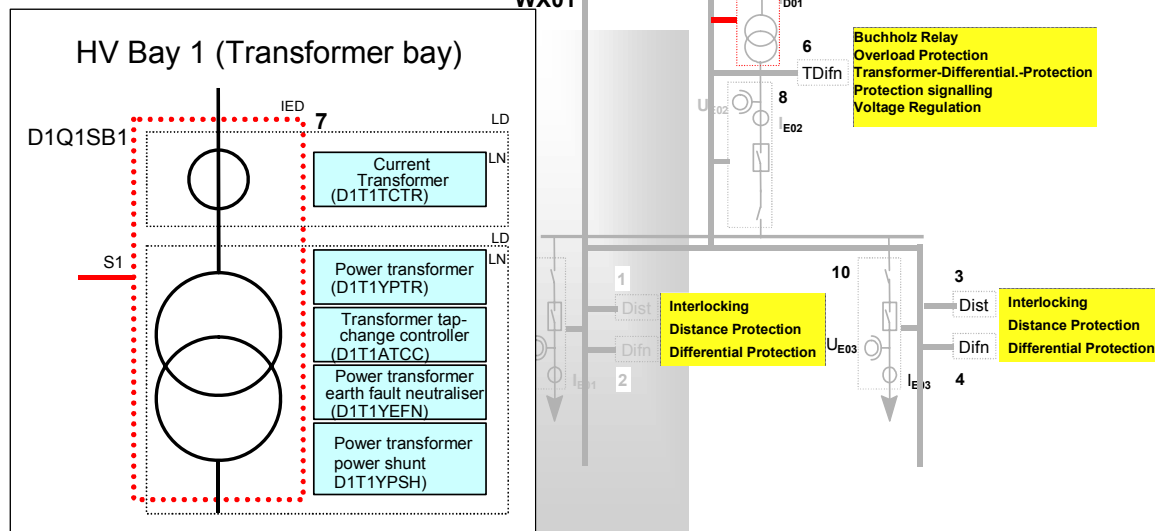 WX01
HV Bay 1 (Transformer bay)
IED
7
LD
D1Q1SB1
LN
Current
Transformer
(D1T1TCTR)
LD
LN
S1
Power transformer
(D1T1YPTR)
Transformer tap-
change controller
(D1T1ATCC)
Power transformer
earth fault neutraliser
(D1T1YEFN)
Power transformer
power shunt
D1T1YPSH)
D01
6
TDifn
Buchholz Relay
Overload Protection
Transformer-Differential.-Protection
Protection signalling
Voltage Regulation
UE02
8
IE02
1
Dist
Difn
2
IE01
Interlocking
Distance Protection
Differential Protection
10
UE03
IE03
3
Dist
Difn
4
Interlocking
Distance Protection
Differential Protection